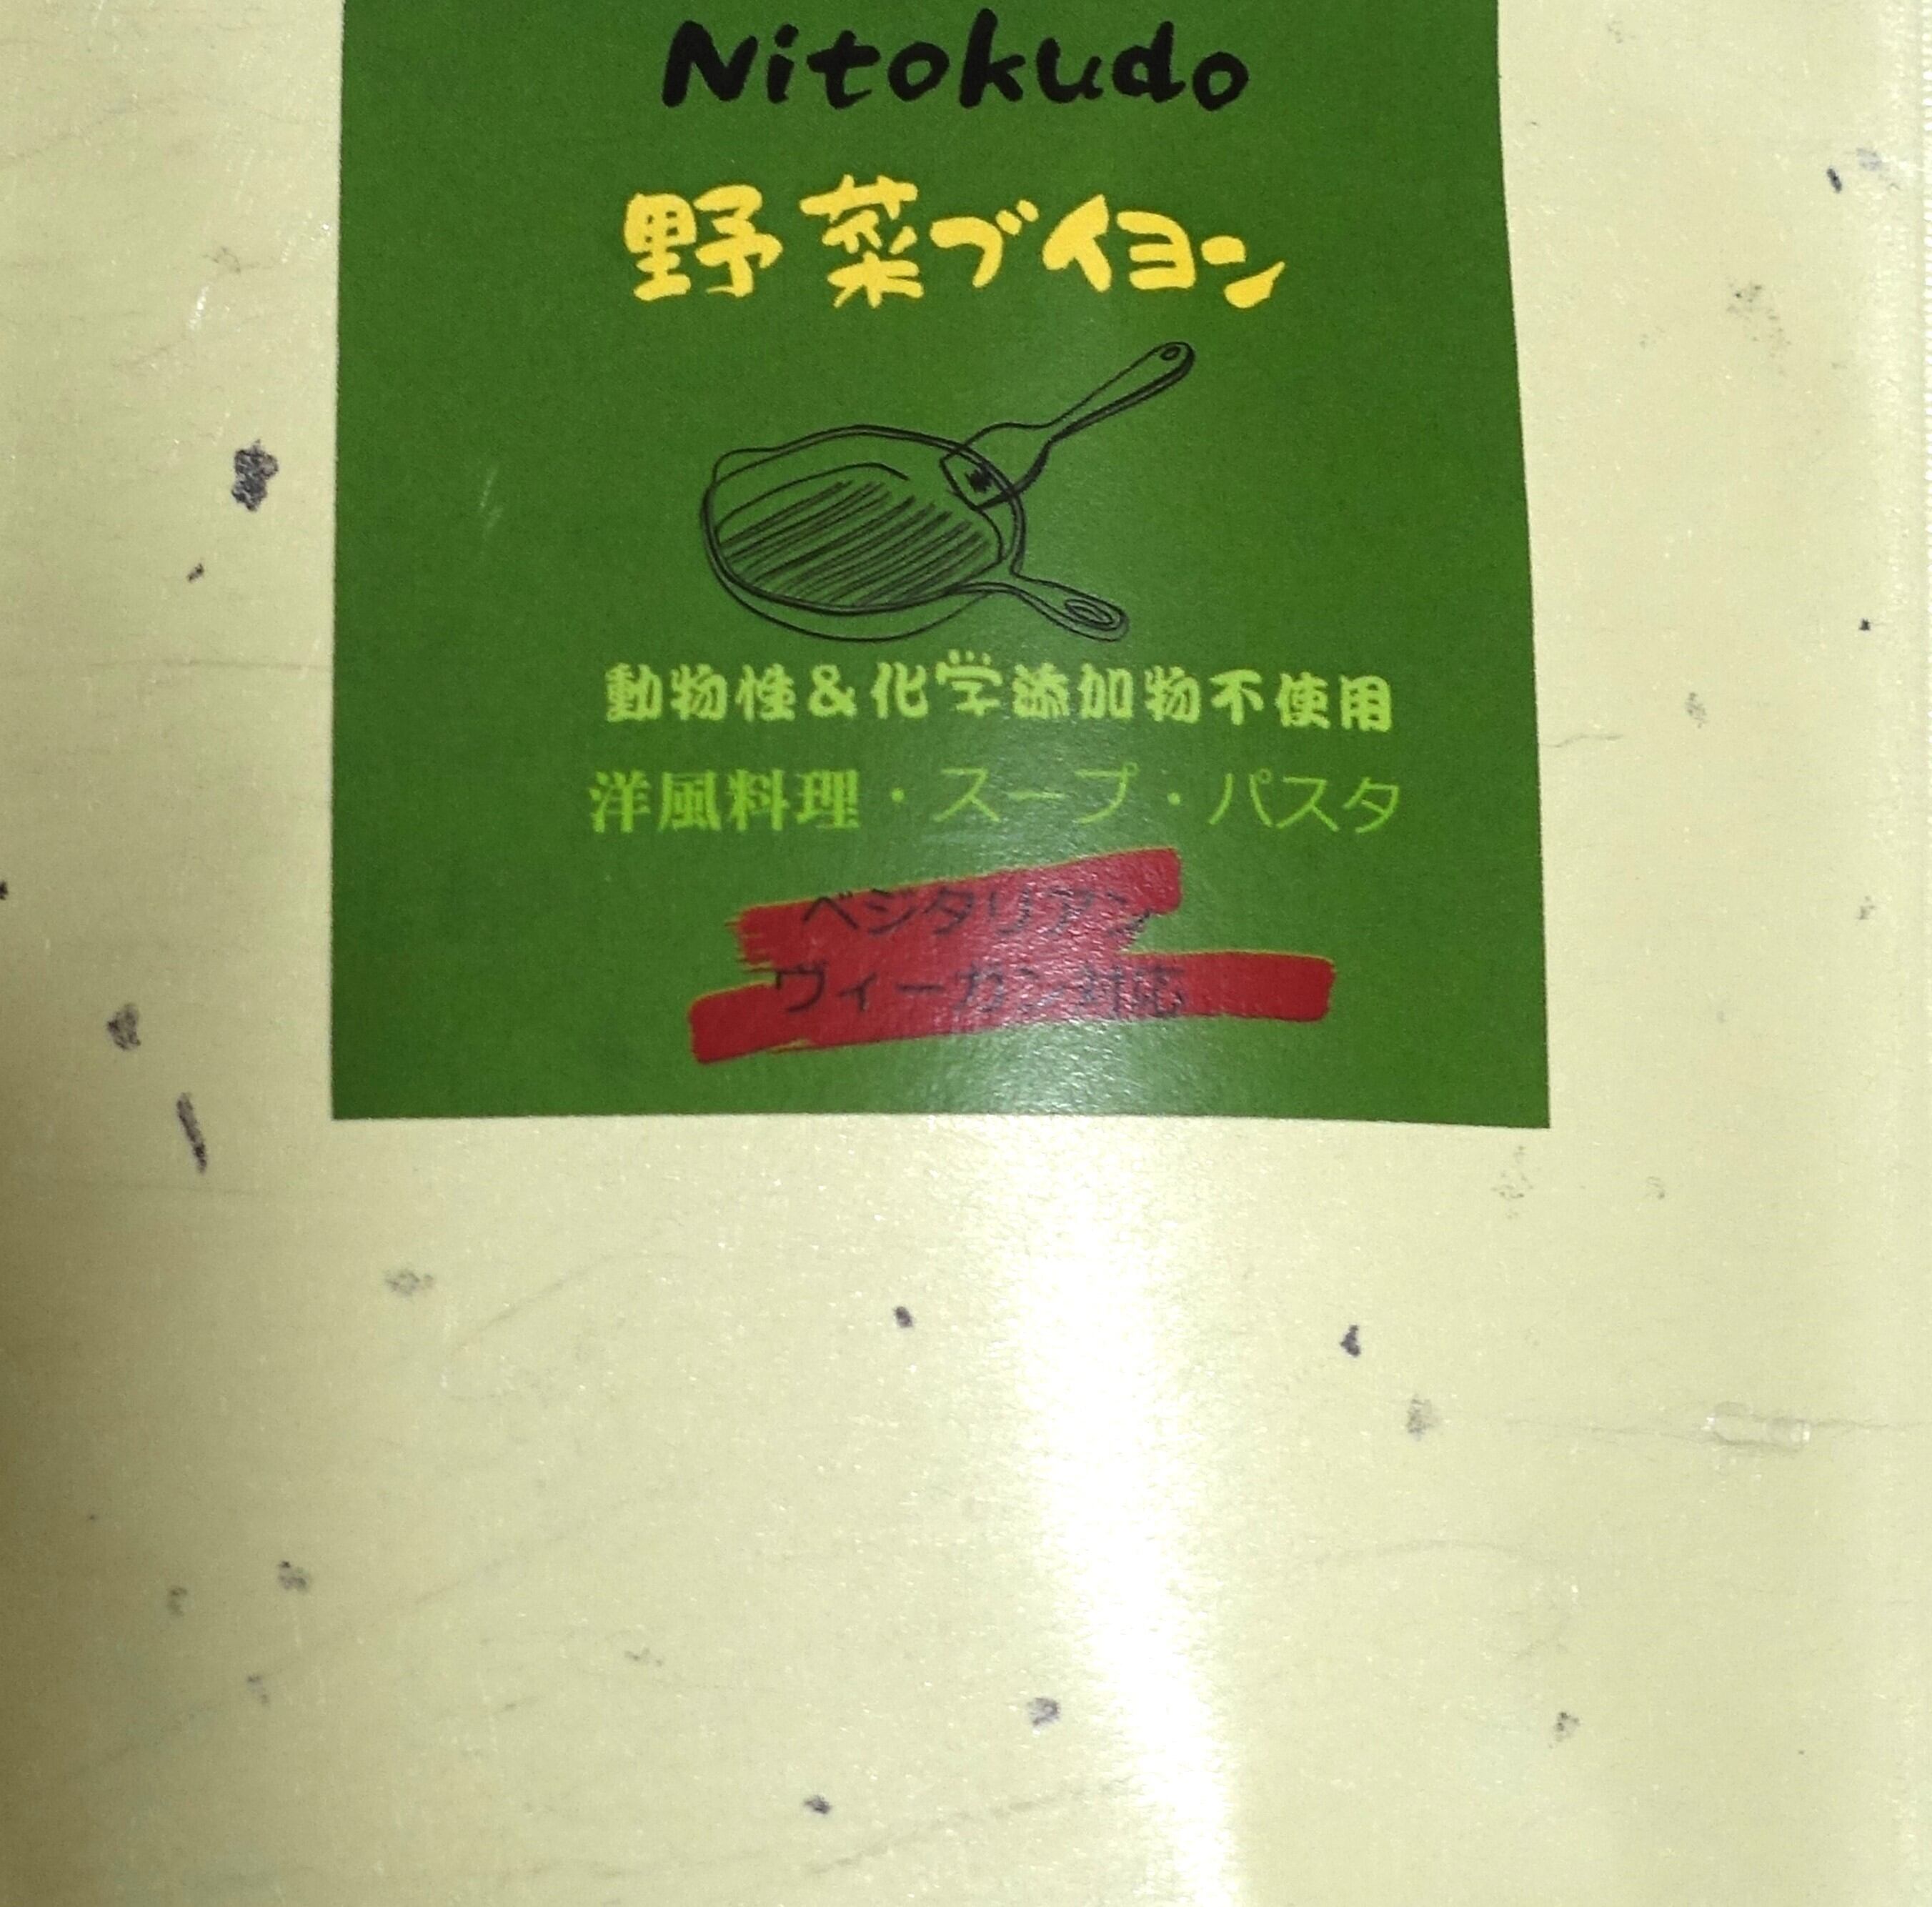 Nitokudo
野菜ブイヨン
動物性&化学添加物不使用
洋風料理・スープ・パスタ
ベジタリアン
ヴィーガン対応